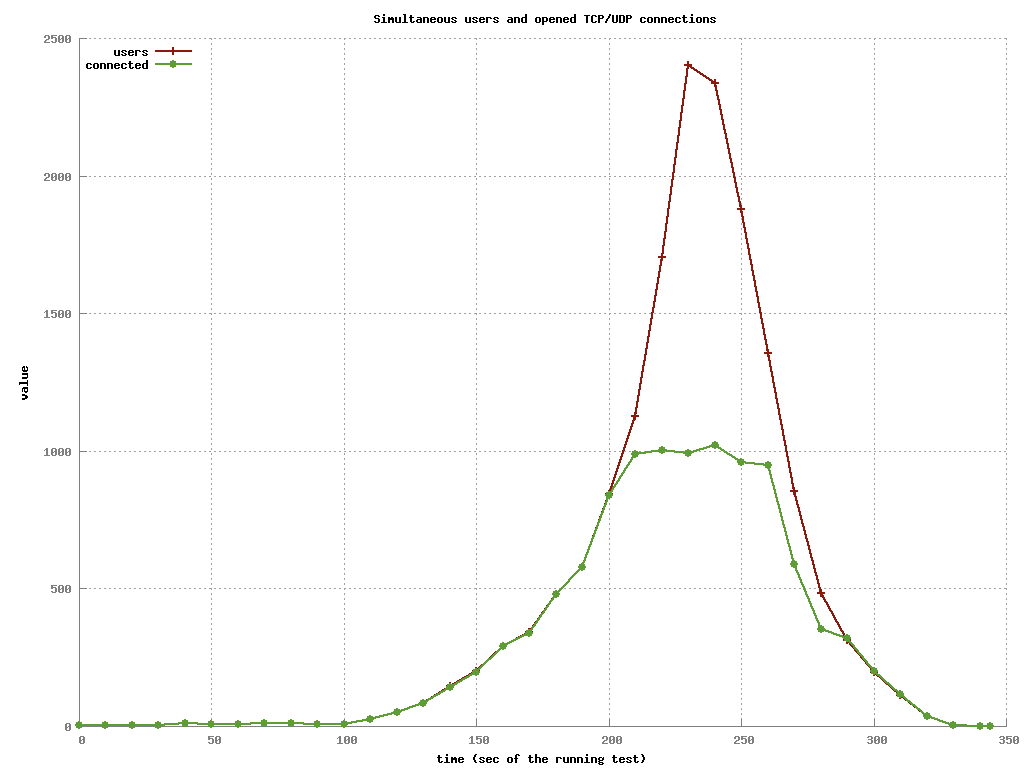 Simultaneous users and opened TCP/UDP connections
2500
users
connected
2000
1500
value
1000
500
0
0 50 100 150 200 250 300 350
time (sec of the running test)